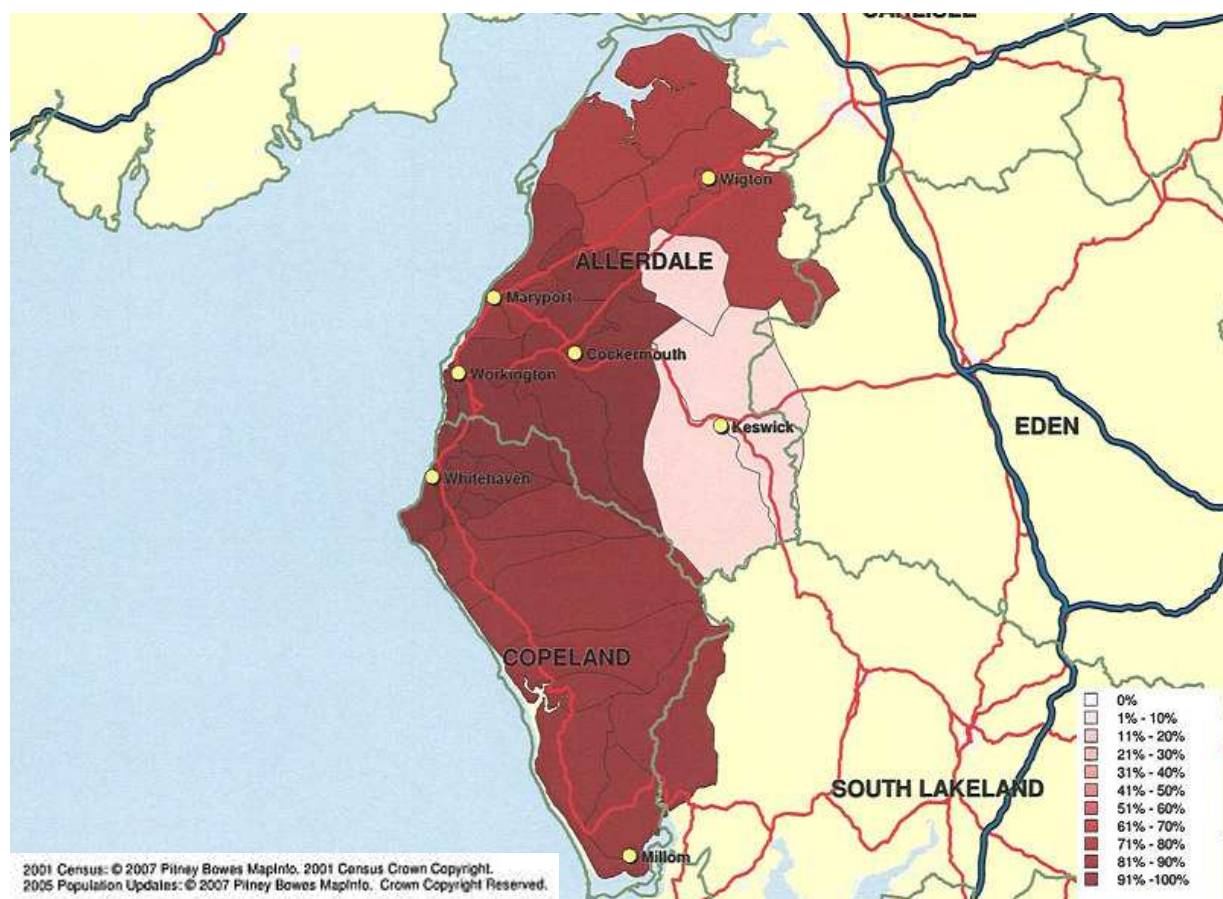 CARLISLE
Wigton
ALLERDALE
Maryport
Cockermouth
Workington
Keswick
EDEN
Whitehaven
COPELAND
SOUTH LAKELAND
Millom
0%
1% - 10%
11% - 20%
21% - 30%
31% - 40%
41% - 50%
51% - 60%
61% - 70%
71% - 80%
81% - 90%
91% -100%
2001 Census: © 2007 Pitney Bowes MapInfo. 2001 Census Crown Copyright.
2005 Population Updates: © 2007 Pitney Bowes MapInfo. Crown Copyright Reserved.